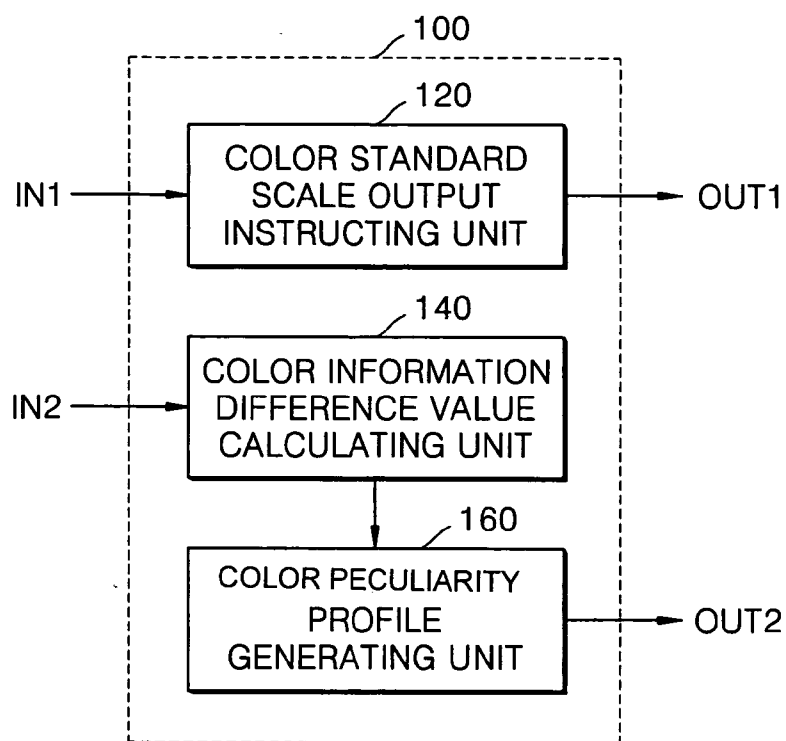 100
120
COLOR STANDARD
SCALE OUTPUT
INSTRUCTING UNIT
IN1
OUT1
140
COLOR INFORMATION
DIFFERENCE VALUE
CALCULATING UNIT
IN2
160
COLOR PECULIARITY
PROFILE
GENERATING UNIT
OUT2